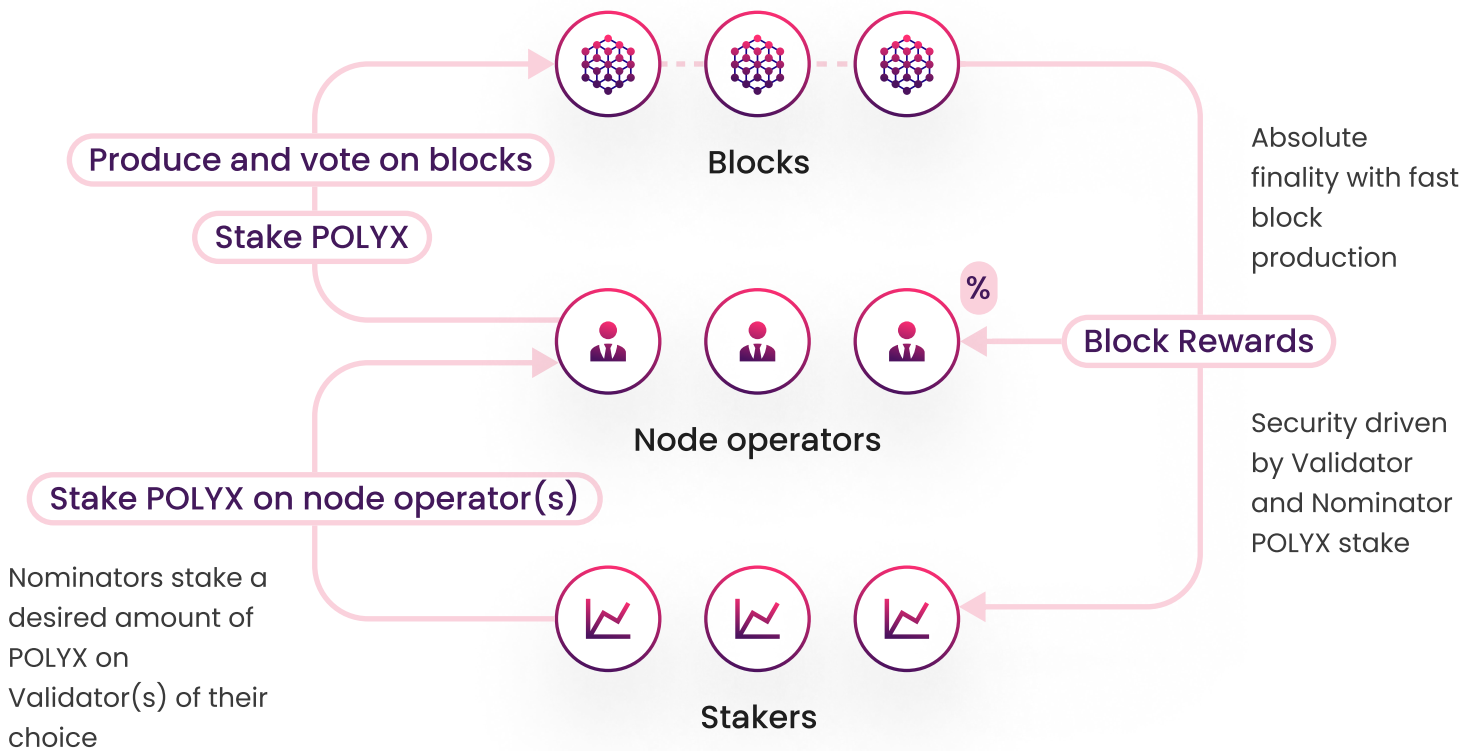 Produce and vote on blocks
Stake POLYX
Blocks
Absolute
finality with fast
block
production
%
Block Rewards
Node operators
Security driven
by Validator
and Nominator
POLYX stake
Stake POLYX on node operator(s)
Nominators stake a
desired amount of
POLYX on
Validator(s) of their
choice
Stakers